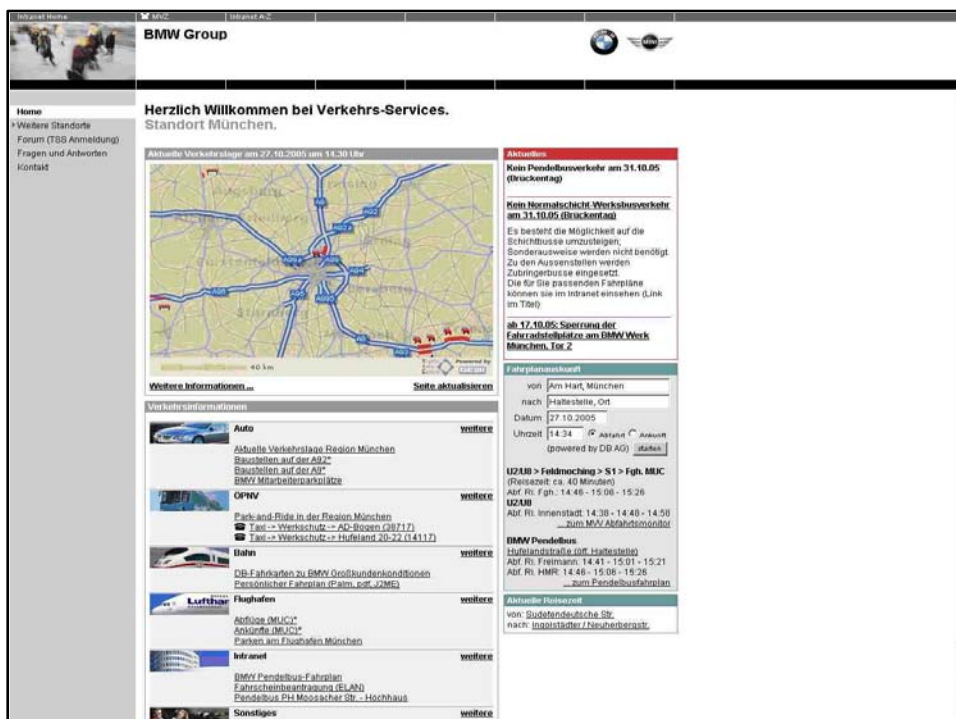 Intranet Home
MVZ
Intranet A-Z
BMW Group
MINI
Home
Weitere Standorte
Forum (TSS Anmeldung)
Fragen und Antworten
Kontakt
Herzlich Willkommen bei Verkehrs-Services.
Standort München.
Aktuelle Verkehrslage am 27.10.2005 um 14.30 Uhr
Augsburg
Freising
A92
A99
A94
A95
A995
40 km
Powered by
Weitere Informationen ...
Seite aktualisieren
Verkehrsinformationen
Auto
weitere
Aktuelle Verkehrslage Region München
Baustellen auf der A92*
Baustellen auf der A9*
BMW Mitarbeiterparkplätze
ÖPNV
weitere
Park-and-Ride in der Region München
Taxi -> Werkschutz -> AD-Bogen (38717)
Taxi -> Werkschutz -> Hufeland 20-22 (14117)
Bahn
weitere
DB-Fahrkarten zu BMW Großkundenkonditionen
Persönlicher Fahrplan (Palm, pdf, J2ME)
Lufthan
Flughafen
weitere
Abflüge (MUC)*
Ankünfte (MUC)*
Parken am Flughafen München
Intranet
weitere
BMW Pendelbus-Fahrplan
Fahrscheinbeantragung (ELAN)
Pendelbus PH Moosacher Str. - Hochhaus
Sonstiges
weitere
Aktuelles
Kein Pendelbusverkehr am 31.10.05
(Brückentag)
Kein Normalschicht-Werksbusverkehr
am 31.10.05 (Brückentag)
Es besteht die Möglichkeit auf die
Schichtbusse umzusteigen;
Sonderausweise werden nicht benötigt.
Zu den Aussenstellen werden
Zubringerbusse eingesetzt.
Die für Sie passenden Fahrpläne
können sie im Intranet einsehen (Link
im Titel)
ab 17.10.05: Sperrung der
Fahrradstellplätze am BMW Werk
München, Tor 2
Fahrplanauskunft
von Am Hart, München
nach Haltestelle, Ort
Datum 27.10.2005
Uhrzeit 14:34 Abfahrt Ankunft
(powered by DB AG) starten
U2/U8 > Feldmoching > S1 > Fgh. MUC
(Reisezeit: ca. 40 Minuten)
Abf. Ri. Fgh.: 14:46 - 15:06 - 15:26
U2/U8
Abf. Ri. Innenstadt: 14:38 - 14:48 - 14:58
... zum MVV Abfahrtsmonitor
BMW Pendelbus
Hufelandstraße (öff. Haltestelle)
Abf. Ri. Freimann: 14:41 - 15:01 - 15:21
Abf. Ri. HMR: 14:46 - 15:06 - 15:26
... zum Pendelbusfahrplan
Aktuelle Reisezeit
von: Sudetendeutsche Str.
nach: Ingolstädter / Neuherbergstr.